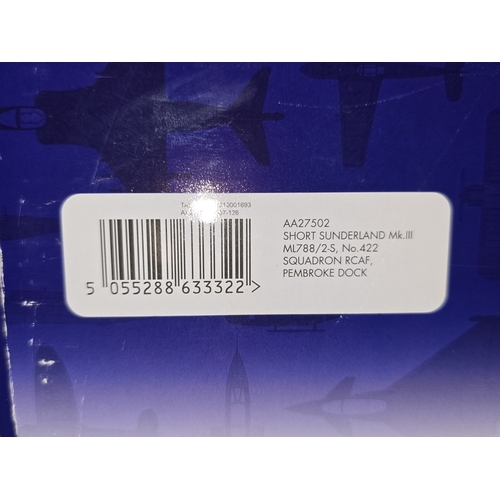 AA27502
SHORT SUNDERLAND Mk.III
ML788/2-S, No.422
SQUADRON RCAF,
PEMBROKE DOCK
5 055288 633322 >